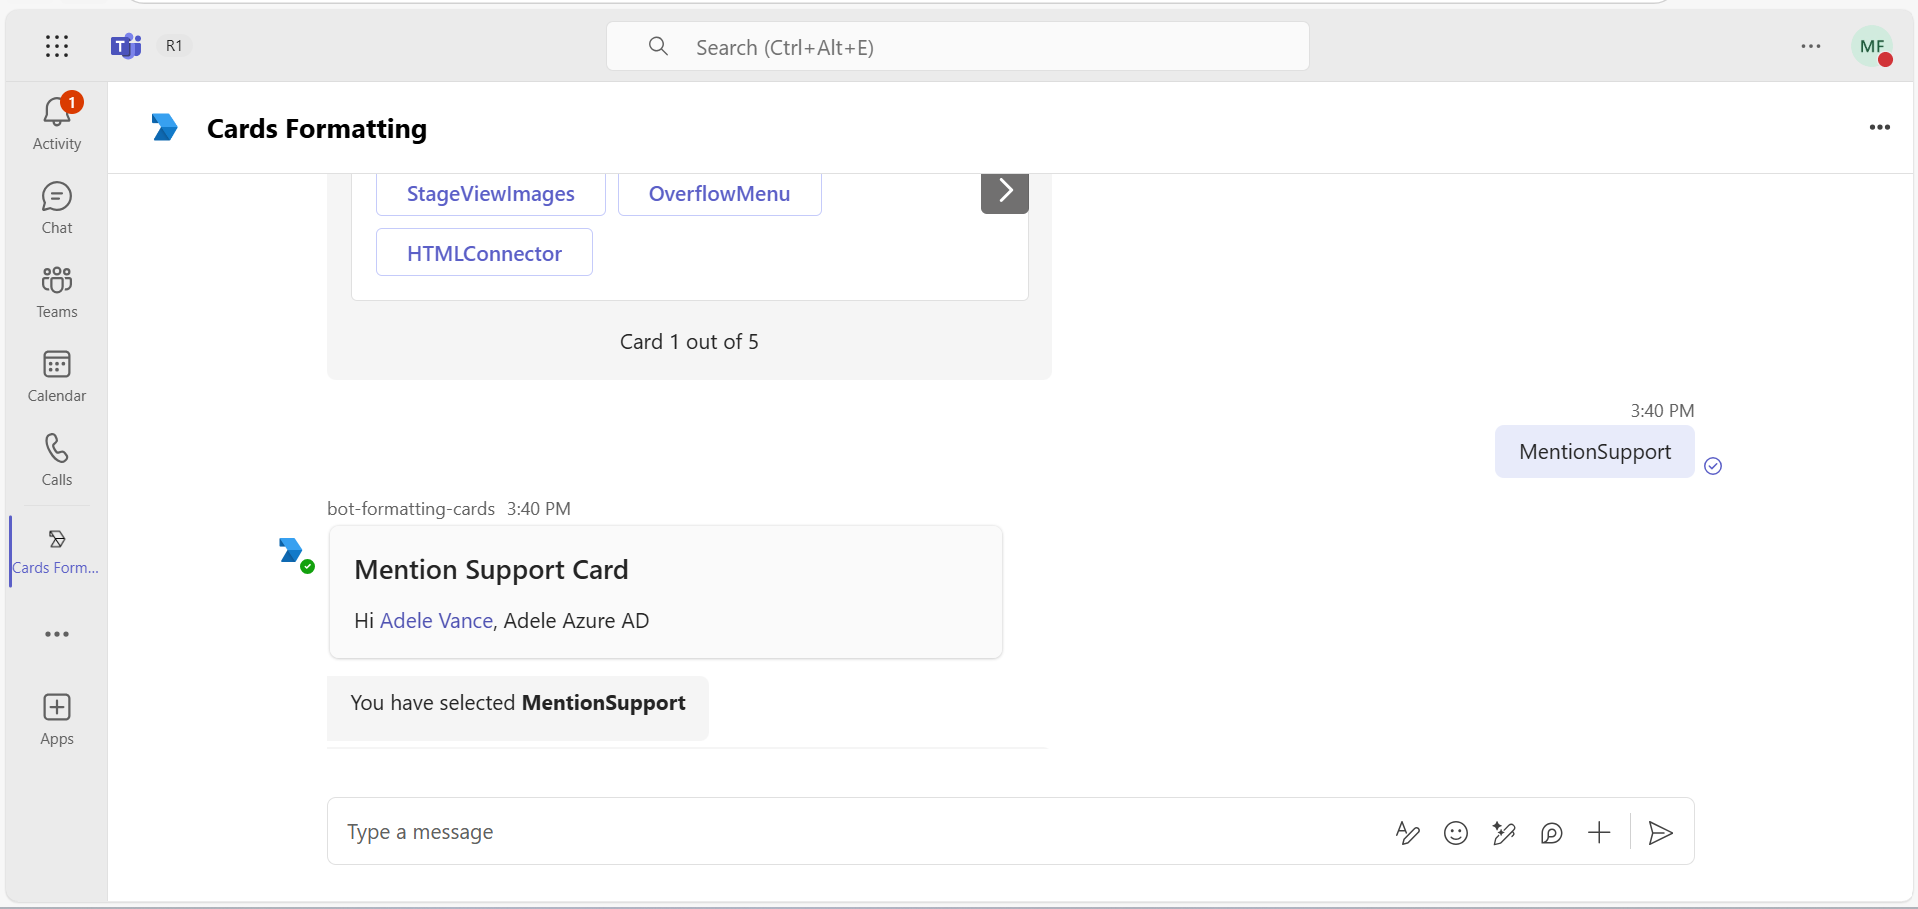 R1
Search (Ctrl+Alt+E)
MF
1
Activity
Chat
Teams
Calendar
Calls
Cards Form...
Apps
Cards Formatting
StageViewImages
OverflowMenu
HTMLConnector
Card 1 out of 5
3:40 PM
MentionSupport
bot-formatting-cards 3:40 PM
Mention Support Card
Hi Adele Vance, Adele Azure AD
You have selected MentionSupport
Type a message